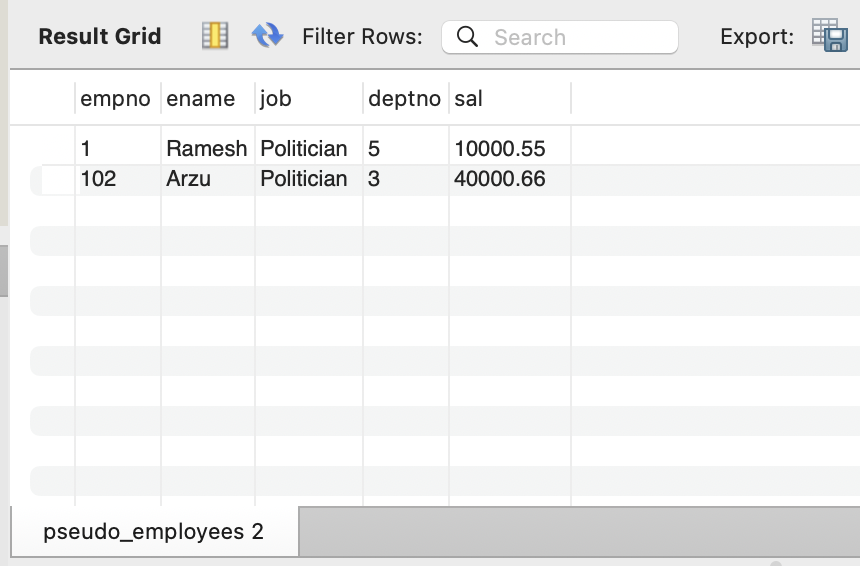 Result Grid Filter Rows: Search Export:
empno ename job deptno sal
1 Ramesh Politician 5 10000.55
102 Arzu Politician 3 40000.66
pseudo_employees 2